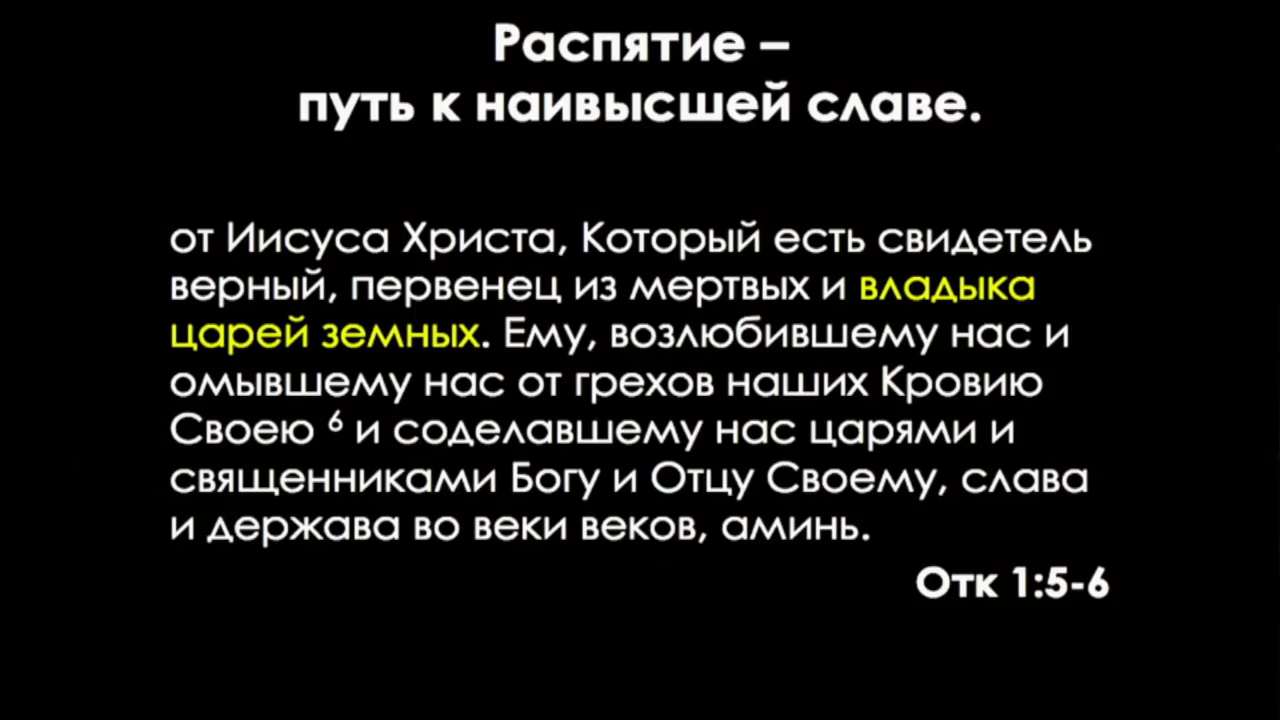 Распятие –
путь к наивысшей славе.
от Иисуса Христа, Который есть свидетель
верный, первенец из мертвых и владыка
царей земных. Ему, возлюбившему нас и
омывшему нас от грехов наших Кровию
Своею ⁶ и соделавшему нас царями и
священниками Богу и Отцу Своему, слава
и держава во веки веков, аминь.
Отк 1:5-6